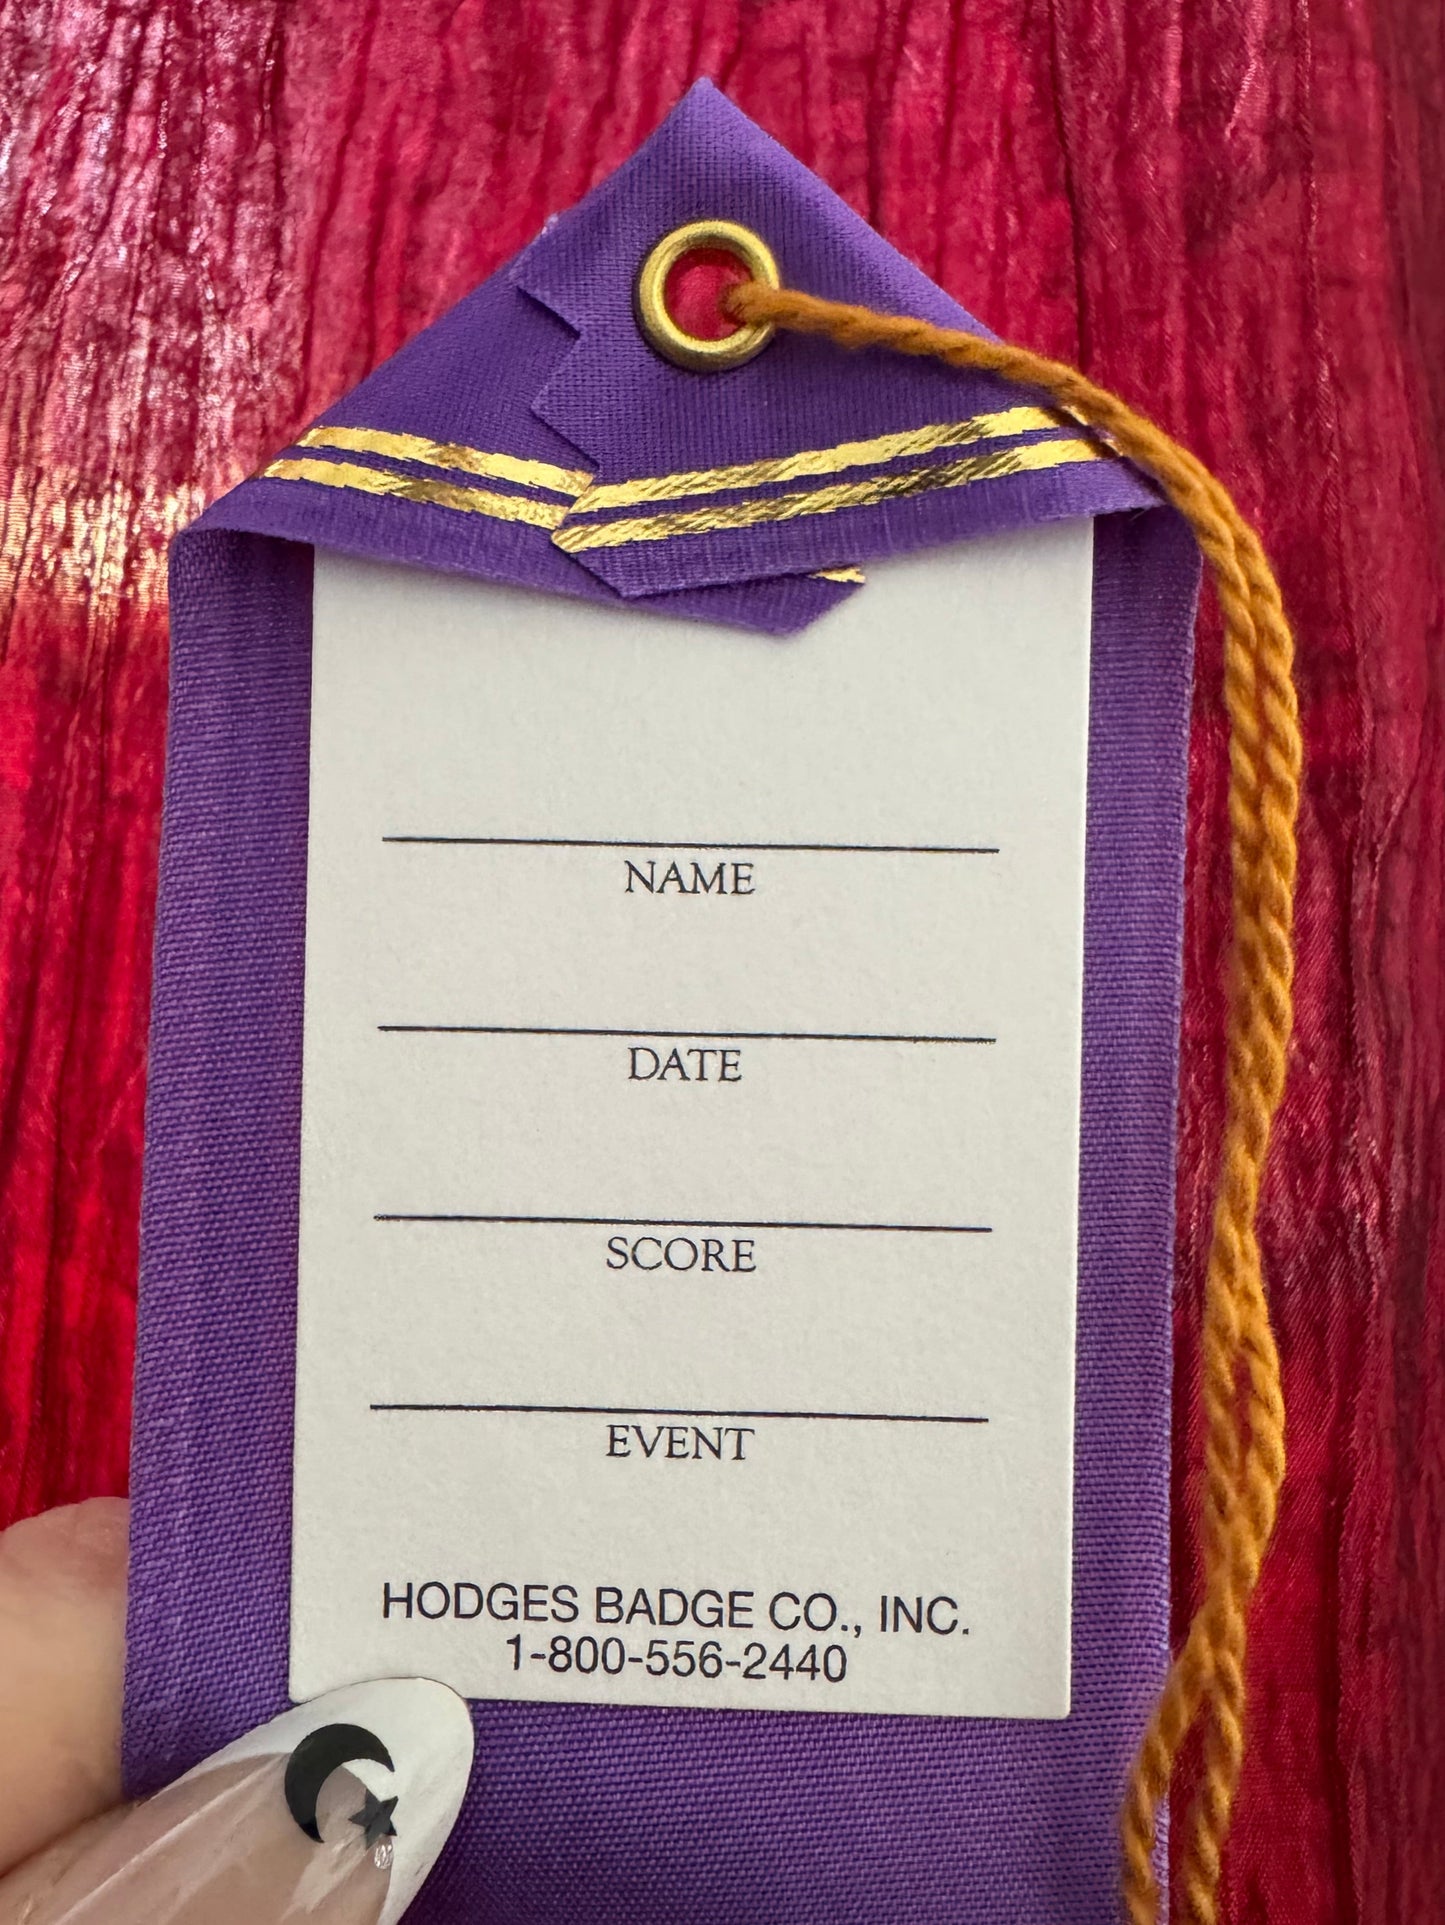 NAME
DATE
SCORE
EVENT
HODGES BADGE CO., INC.
1-800-556-2440